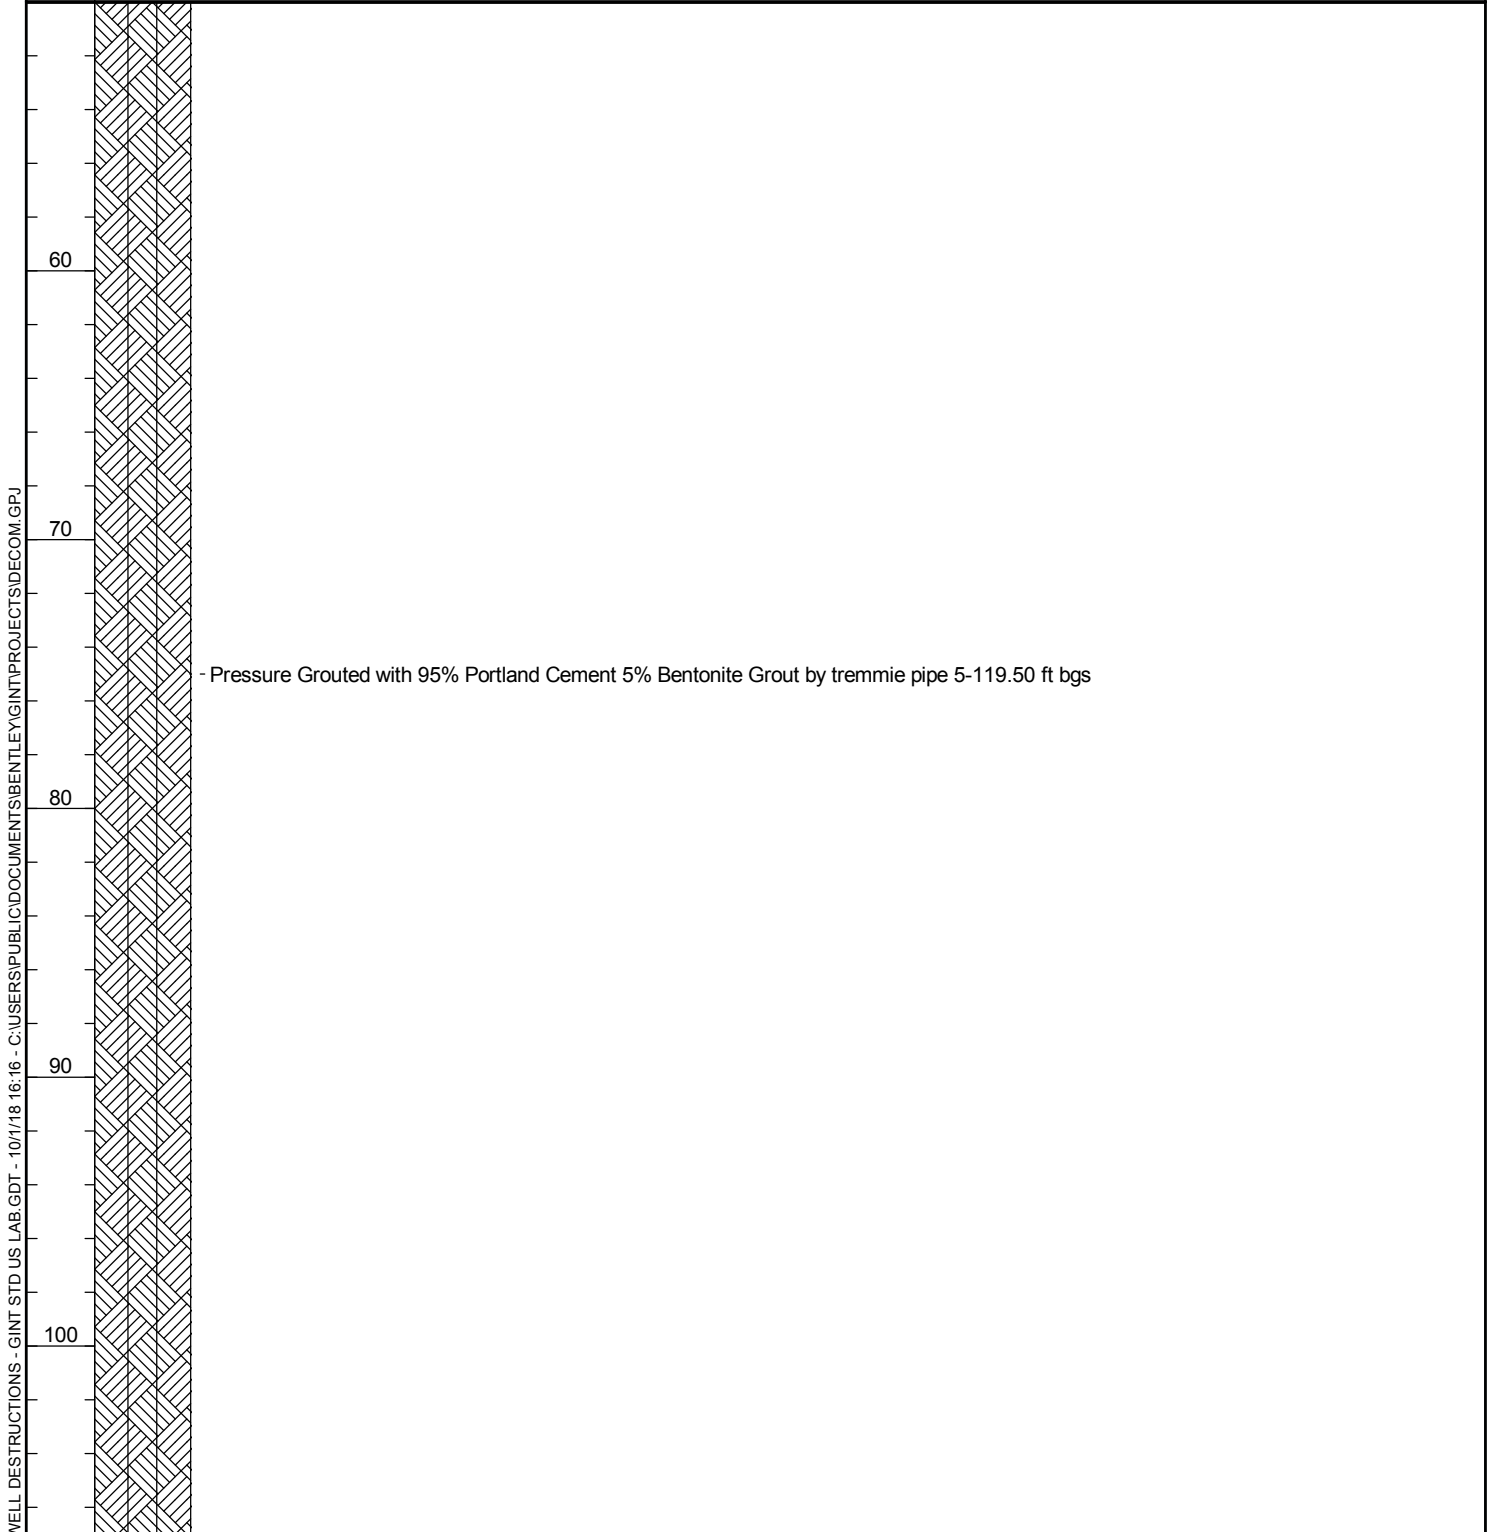 60
70
- Pressure Grouted with 95% Portland Cement 5% Bentonite Grout by tremmie pipe 5-119.50 ft bgs
80
90
100
DESTRUCTIONS - GINT STD US LAB.GDT - 10/1/18 16:16 - C:\USERS\PUBLIC\DOCUMENTS\BENTLEY\GINT\PROJECTS\DECOM.GPJ